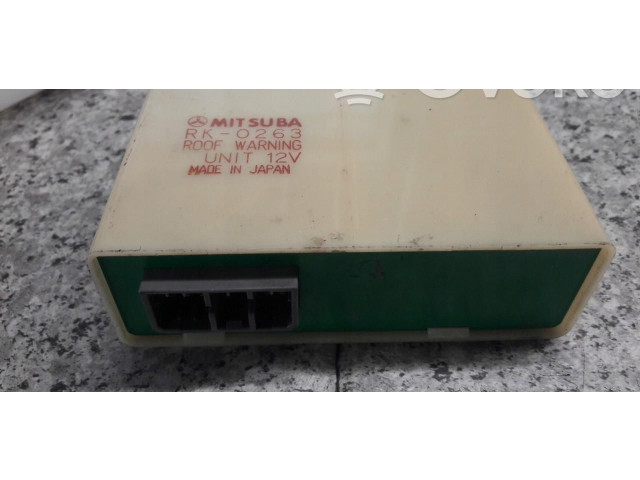 MITSUBA
RK-0263
ROOF WARNING
UNIT 12V
MADE IN JAPAN